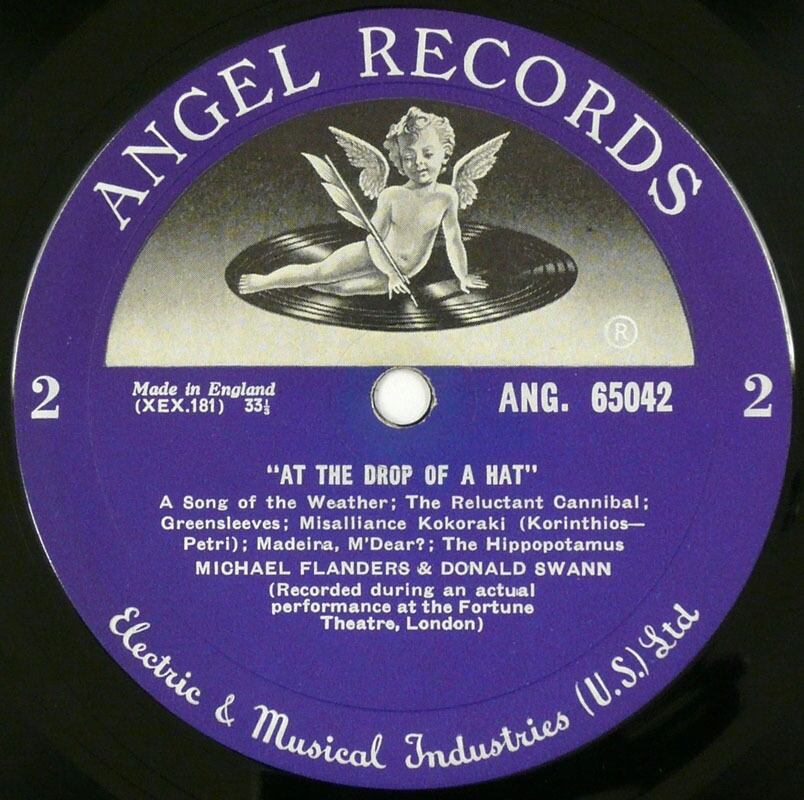 ANGEL RECORDS
®
2
Made in England
(XEX.181) 33⅓
ANG. 65042
2
"AT THE DROP OF A HAT"
A Song of the Weather; The Reluctant Cannibal;
Greensleeves; Misalliance Kokoraki (Korinthios—
Petri); Madeira, M'Dear?; The Hippopotamus
MICHAEL FLANDERS & DONALD SWANN
(Recorded during an actual
performance at the Fortune
Theatre, London)
Electric & Musical Industries (U.S.) Ltd